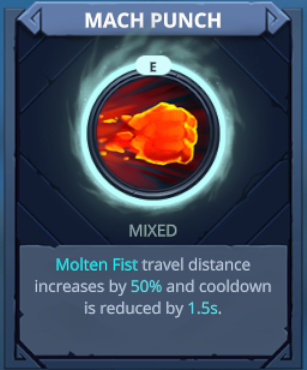 MACH PUNCH
E
MIXED
Molten Fist travel distance
increases by 50% and cooldown
is reduced by 1.5s.